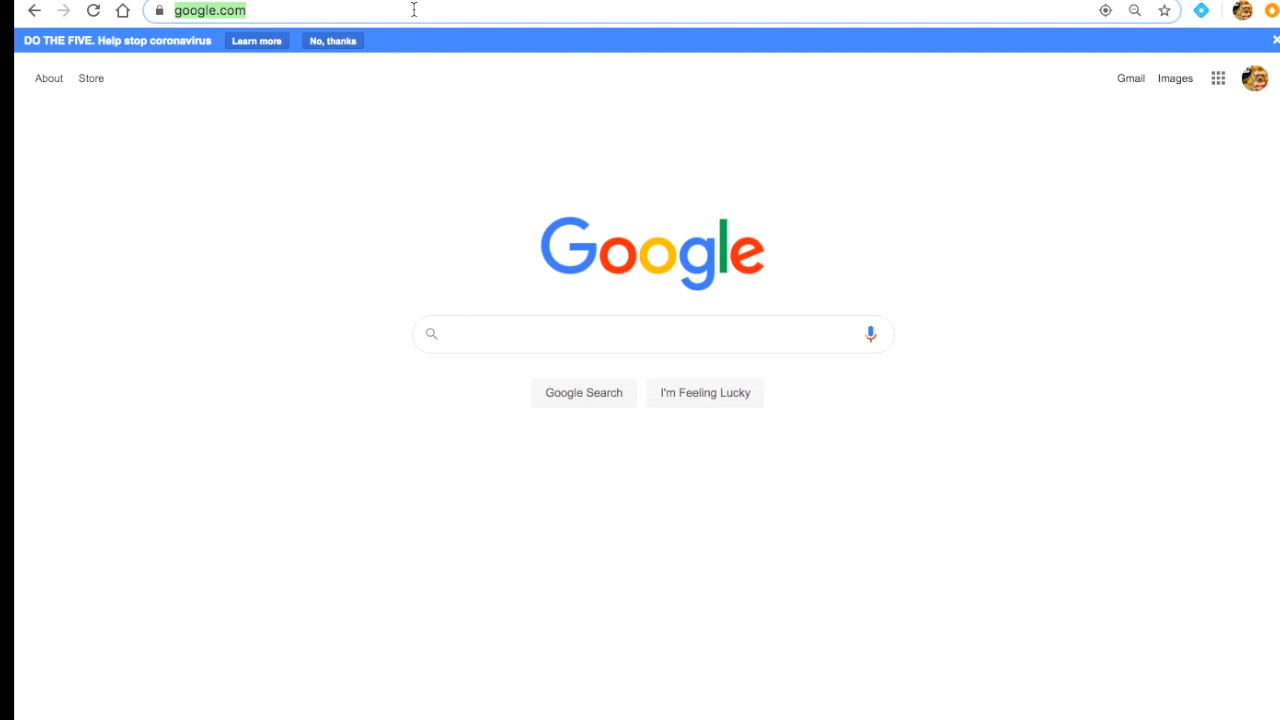 google.com
DO THE FIVE. Help stop coronavirus Learn more No, thanks
About Store Gmail Images
Google
Google Search I'm Feeling Lucky